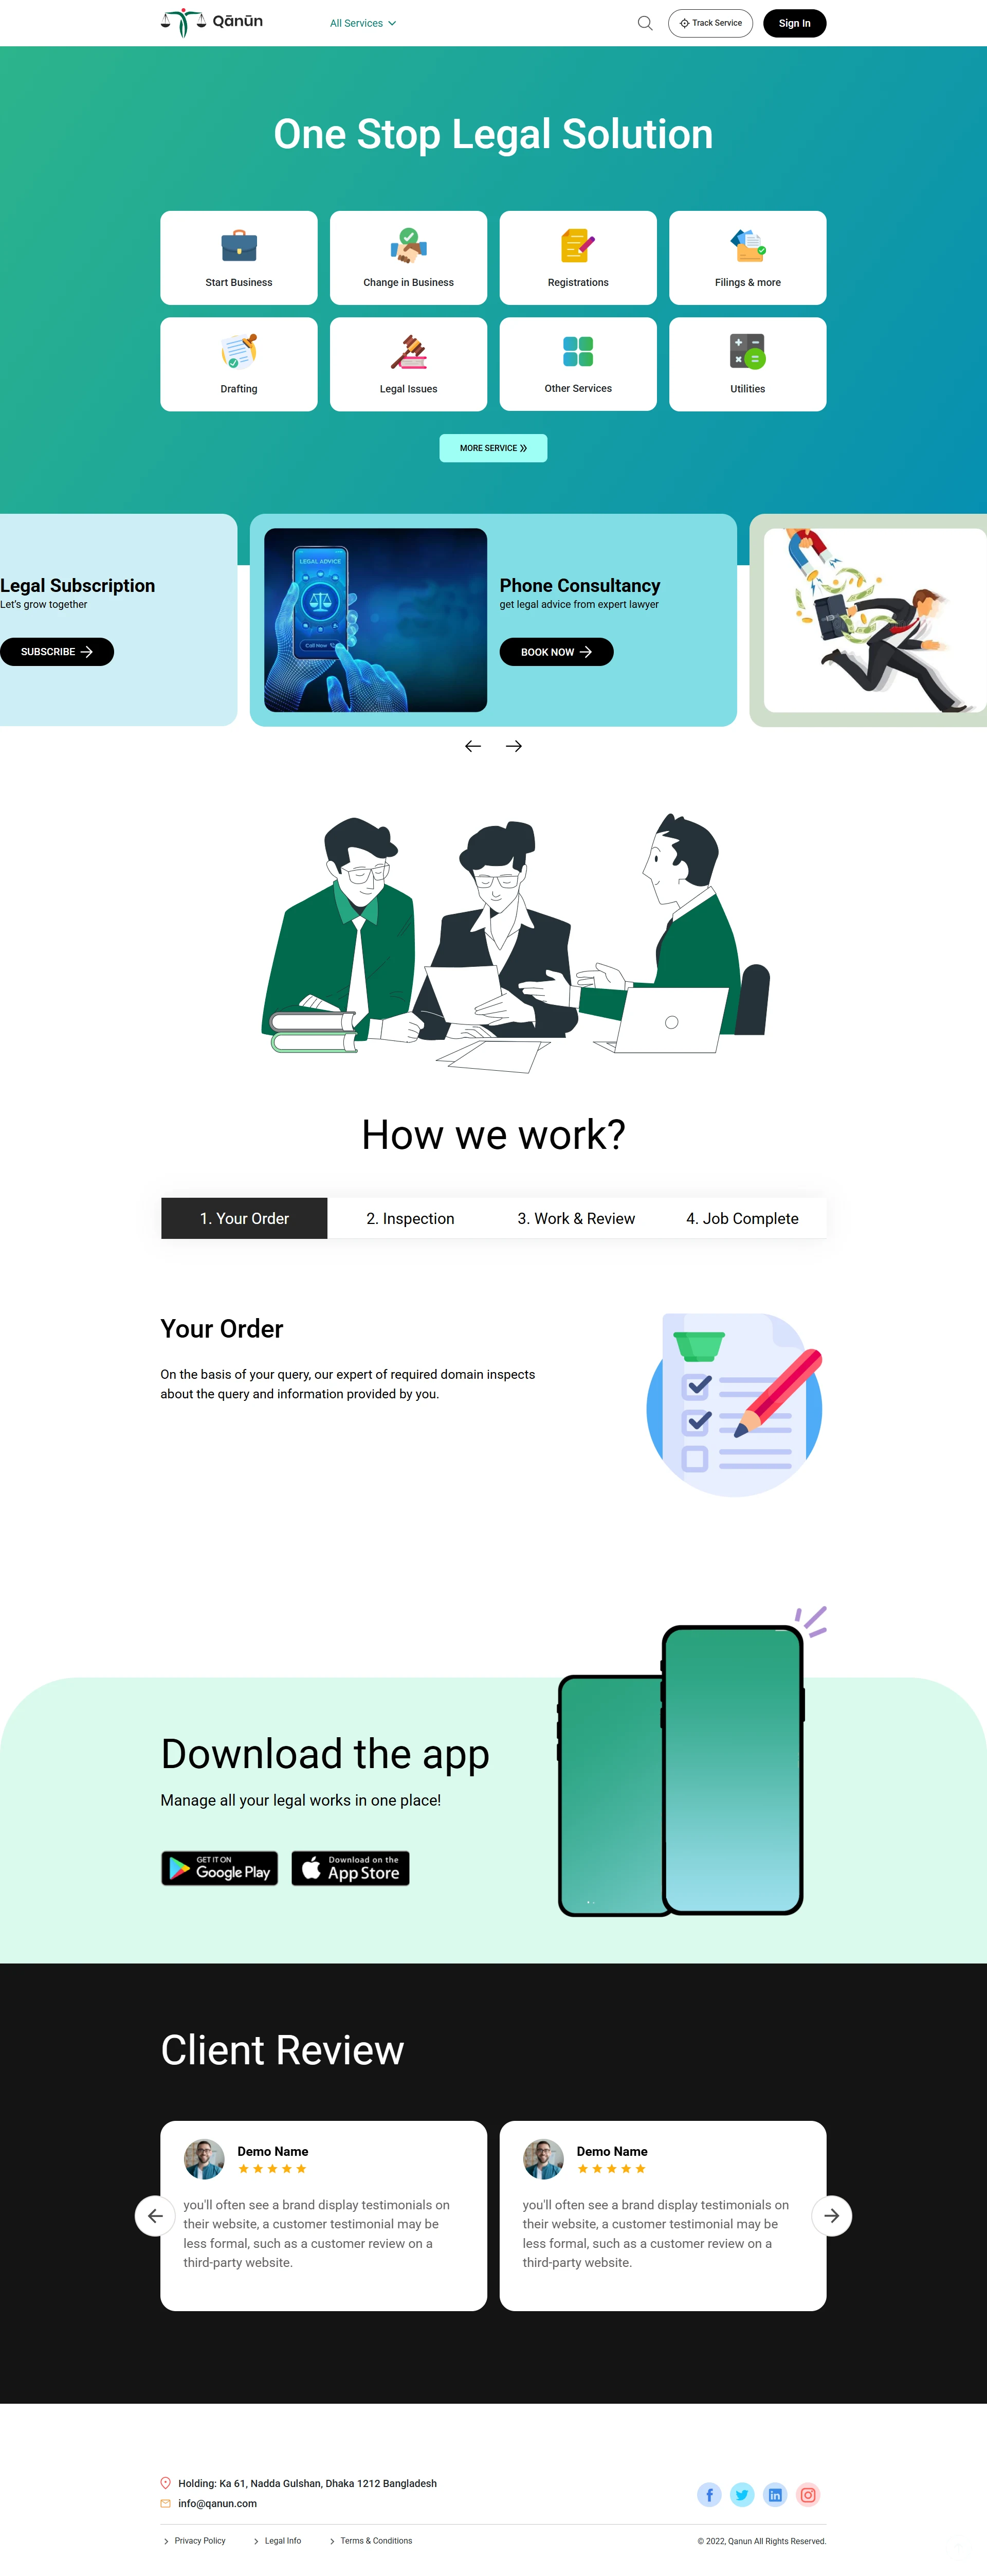 Qānūn
All Services
Track Service
Sign In
One Stop Legal Solution
Start Business
Change in Business
Registrations
Filings & more
Drafting
Legal Issues
Other Services
Utilities
MORE SERVICE
Legal Subscription
Let's grow together
SUBSCRIBE
LEGAL ADVICE
Call Now
Phone Consultancy
get legal advice from expert lawyer
BOOK NOW
How we work?
1. Your Order
2. Inspection
3. Work & Review
4. Job Complete
Your Order
On the basis of your query, our expert of required domain inspects
about the query and information provided by you.
Download the app
Manage all your legal works in one place!
GET IT ON
Google Play
Download on the
App Store
Client Review
Demo Name
you'll often see a brand display testimonials on
their website, a customer testimonial may be
less formal, such as a customer review on a
third-party website.
Demo Name
you'll often see a brand display testimonials on
their website, a customer testimonial may be
less formal, such as a customer review on a
third-party website.
Holding: Ka 61, Nadda Gulshan, Dhaka 1212 Bangladesh
info@qanun.com
Privacy Policy
Legal Info
Terms & Conditions
© 2022, Qanun All Rights Reserved.